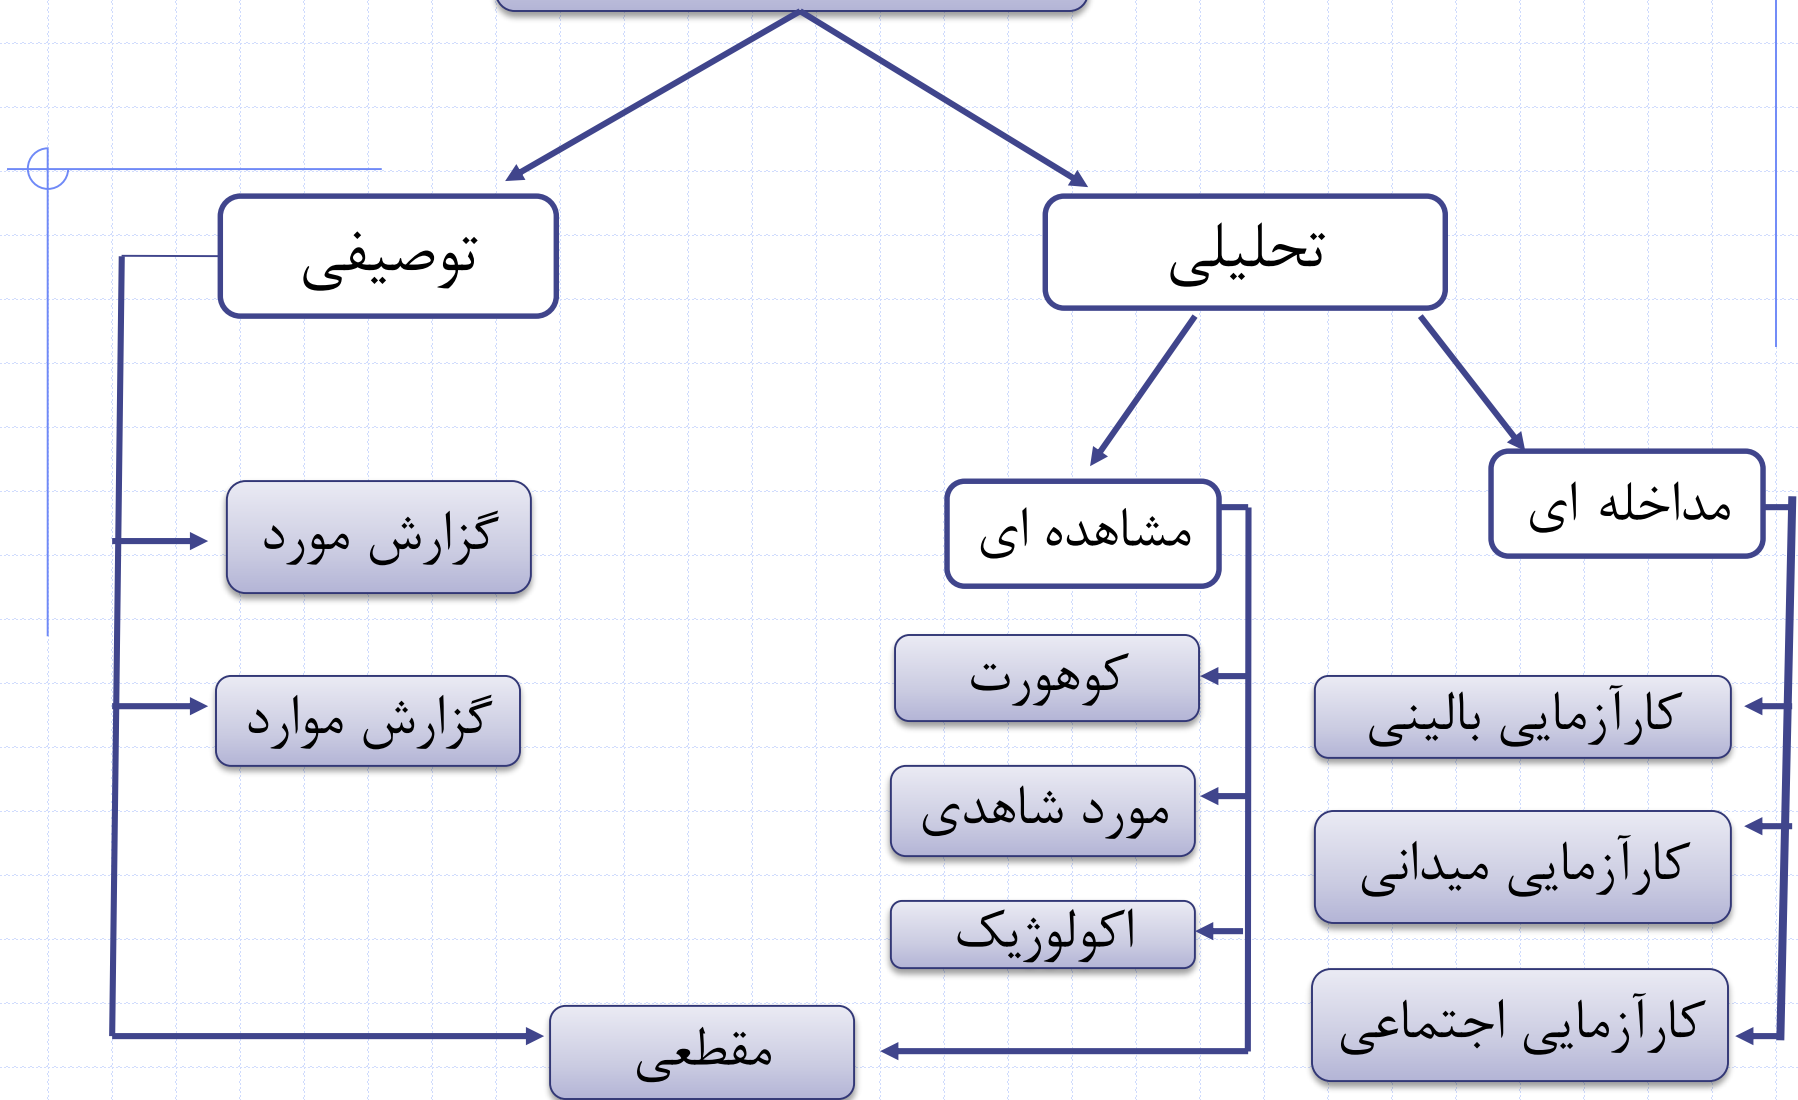 تحلیلی
توصیفی
مداخله ای
مشاهده ای
گزارش مورد
کوهورت
کارآزمایی بالینی
گزارش موارد
مورد شاهدی
کارآزمایی میدانی
اکولوژیک
کارآزمایی اجتماعی
مقطعی